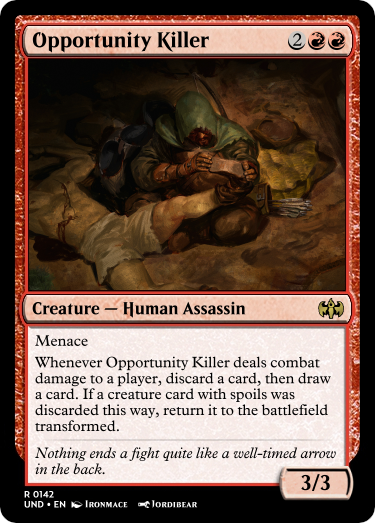 Opportunity Killer 2
Creature — Human Assassin
Menace
Whenever Opportunity Killer deals combat
damage to a player, discard a card, then draw
a card. If a creature card with spoils was
discarded this way, return it to the battlefield
transformed.
Nothing ends a fight quite like a well-timed arrow
in the back.
3/3
R 0142
UND • EN Ironmace JORDIBEAR